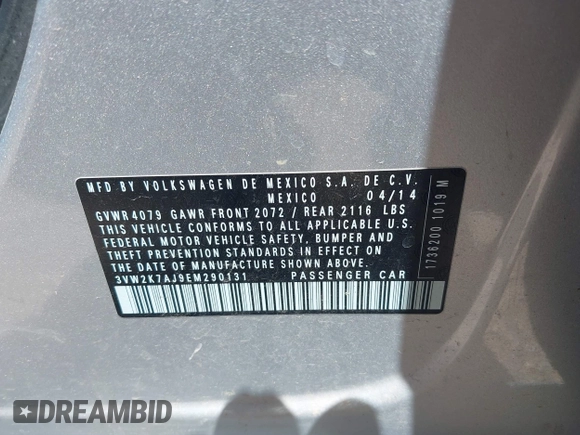 MFD BY VOLKSWAGEN DE MEXICO S.A. DE C.V.
MEXICO 04/14
GVWR 4079 GAWR FRONT 2072 / REAR 2116 LBS
THIS VEHICLE CONFORMS TO ALL APPLICABLE U.S.
FEDERAL MOTOR VEHICLE SAFETY, BUMPER AND
THEFT PREVENTION STANDARDS IN EFFECT ON THE
DATE OF MANUFACTURE SHOWN ABOVE.
3VW2K7AJ9EM290131 PASSENGER CAR
1736200 1019 M
DREAMBID